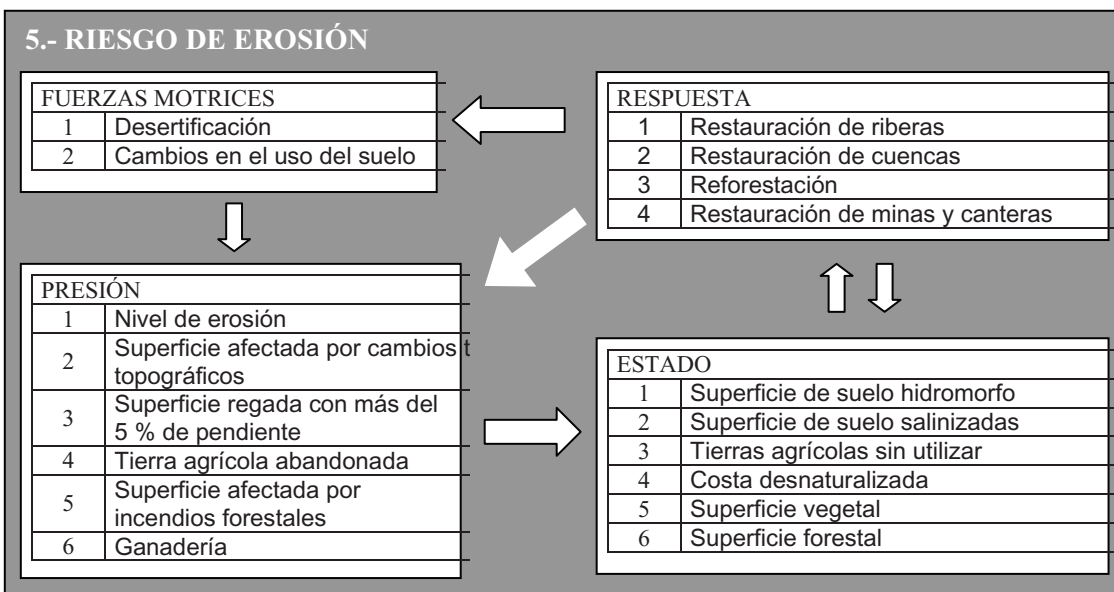 5.- RIESGO DE EROSIÓN
FUERZAS MOTRICES
1 Desertificación
2 Cambios en el uso del suelo
RESPUESTA
1 Restauración de riberas
2 Restauración de cuencas
3 Reforestación
4 Restauración de minas y canteras
PRESIÓN
1 Nivel de erosión
2 Superficie afectada por cambios t
topográficos
3 Superficie regada con más del
5 % de pendiente
4 Tierra agrícola abandonada
5 Superficie afectada por
incendios forestales
6 Ganadería
ESTADO
1 Superficie de suelo hidromorfo
2 Superficie de suelo salinizadas
3 Tierras agrícolas sin utilizar
4 Costa desnaturalizada
5 Superficie vegetal
6 Superficie forestal